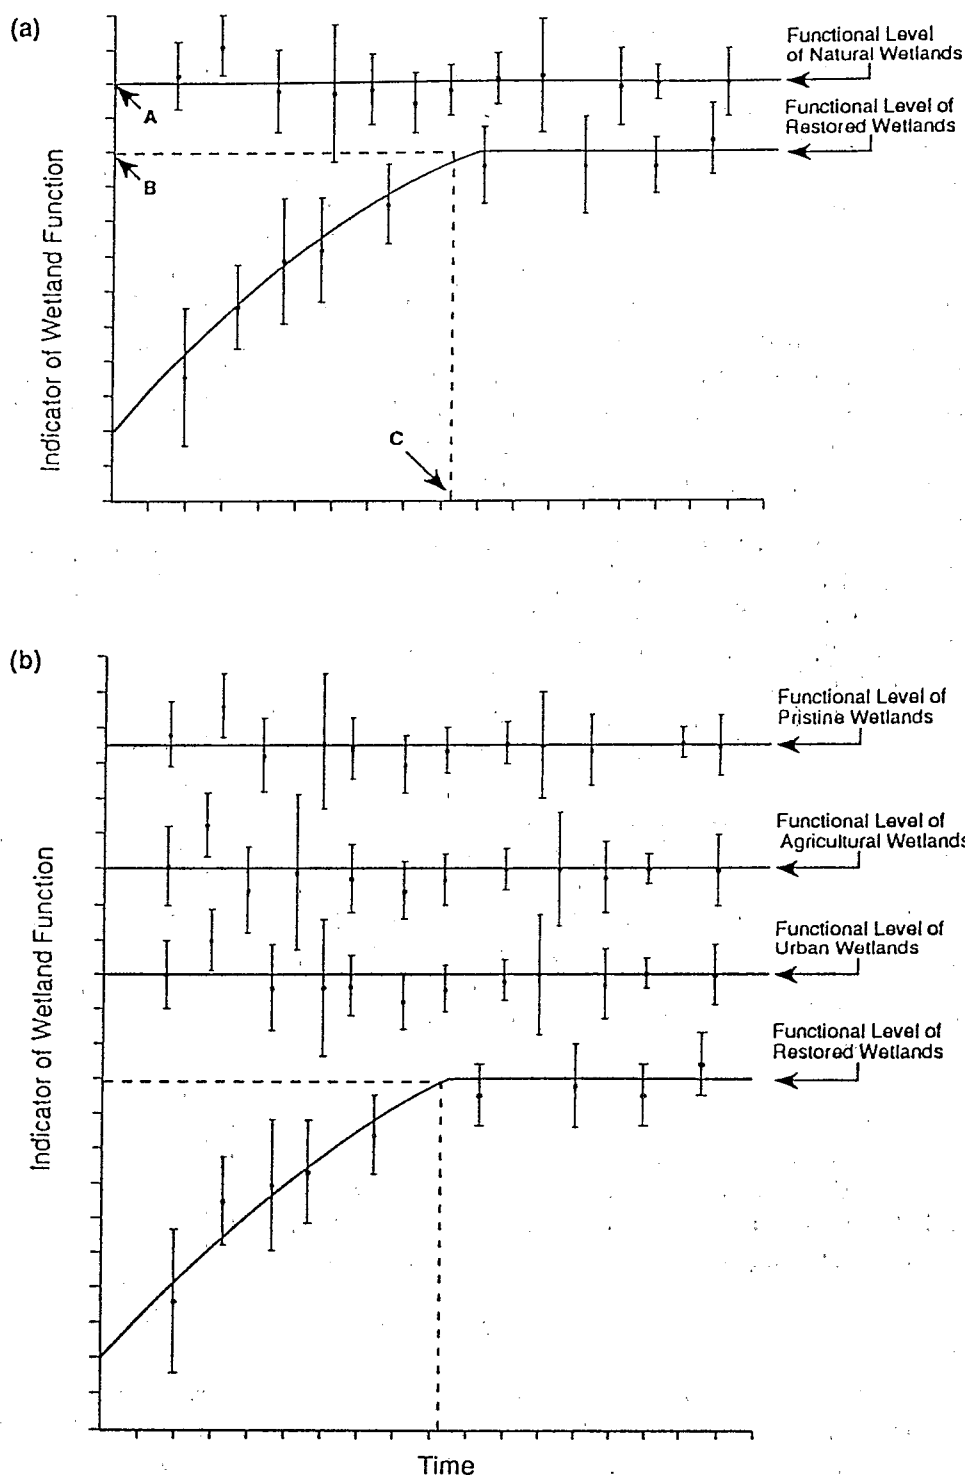 (a)
Functional Level
of Natural Wetlands
A
Functional Level of
Restored Wetlands
B
Indicator of Wetland Function
C
(b)
Functional Level of
Pristine Wetlands
Functional Level of
Agricultural Wetlands
Functional Level of
Urban Wetlands
Indicator of Wetland Function
Functional Level of
Restored Wetlands
Time